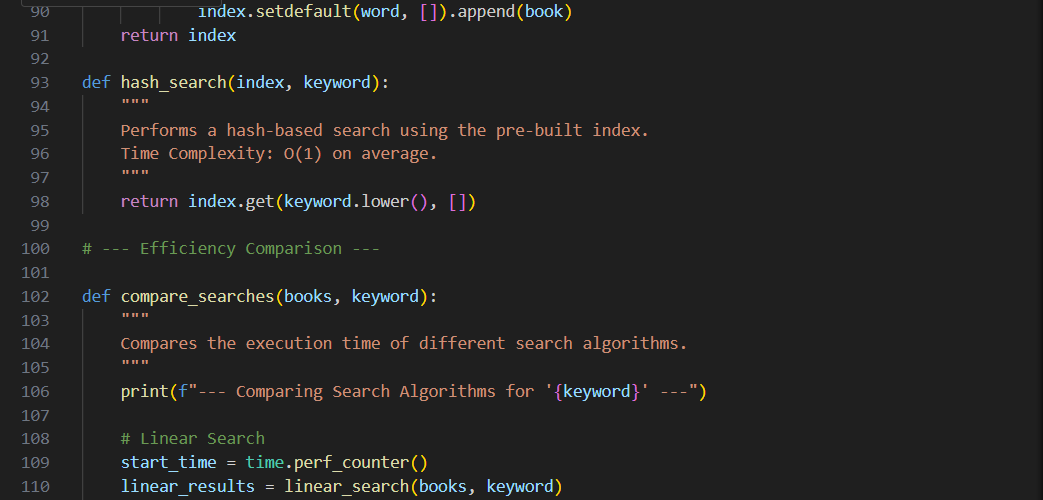 90 index.setdefault(word, []).append(book)
91 return index
92
93 def hash_search(index, keyword):
94 """
95 Performs a hash-based search using the pre-built index.
96 Time Complexity: O(1) on average.
97 """
98 return index.get(keyword.lower(), [])
99
100 # --- Efficiency Comparison ---
101
102 def compare_searches(books, keyword):
103 """
104 Compares the execution time of different search algorithms.
105 """
106 print(f"--- Comparing Search Algorithms for '{keyword}' ---")
107
108 # Linear Search
109 start_time = time.perf_counter()
110 linear_results = linear_search(books, keyword)